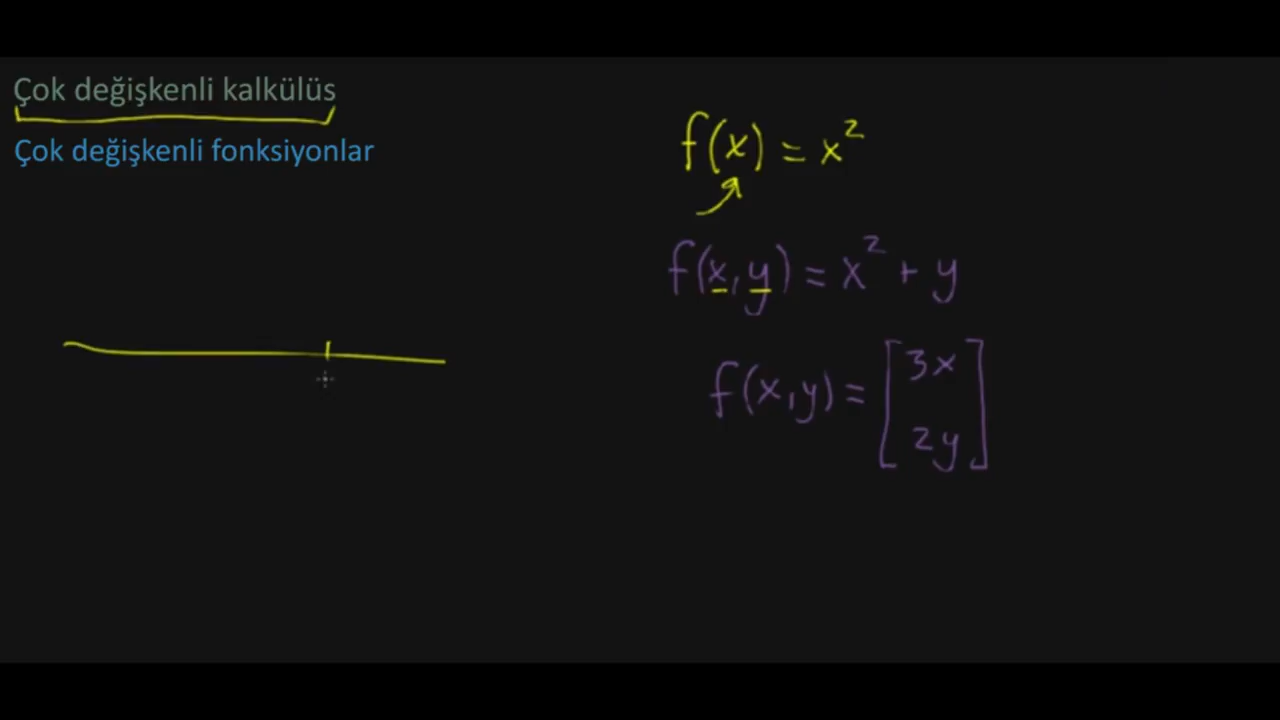 Çok değişkenli kalkülüs
Çok değişkenli fonksiyonlar
f(x) = x²
f(x,y) = x² + y
f(x,y) = [3x
2y]